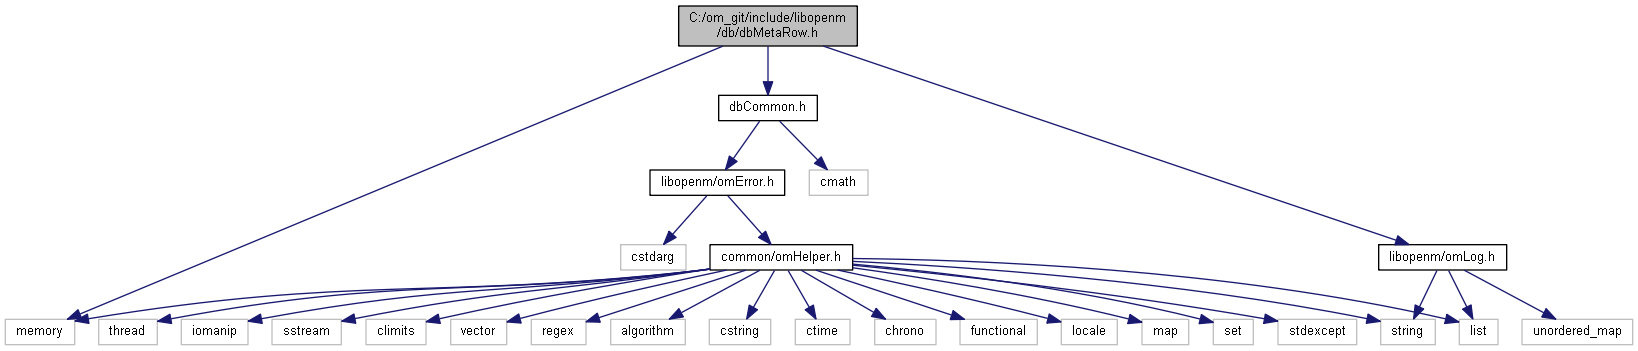 C:/om_git/include/libopenm
/db/dbMetaRow.h
dbCommon.h
libopenm/omError.h
cmath
cstdarg
common/omHelper.h
libopenm/omLog.h
memory
thread
iomanip
sstream
climits
vector
regex
algorithm
cstring
ctime
chrono
functional
locale
map
set
stdexcept
string
list
unordered_map